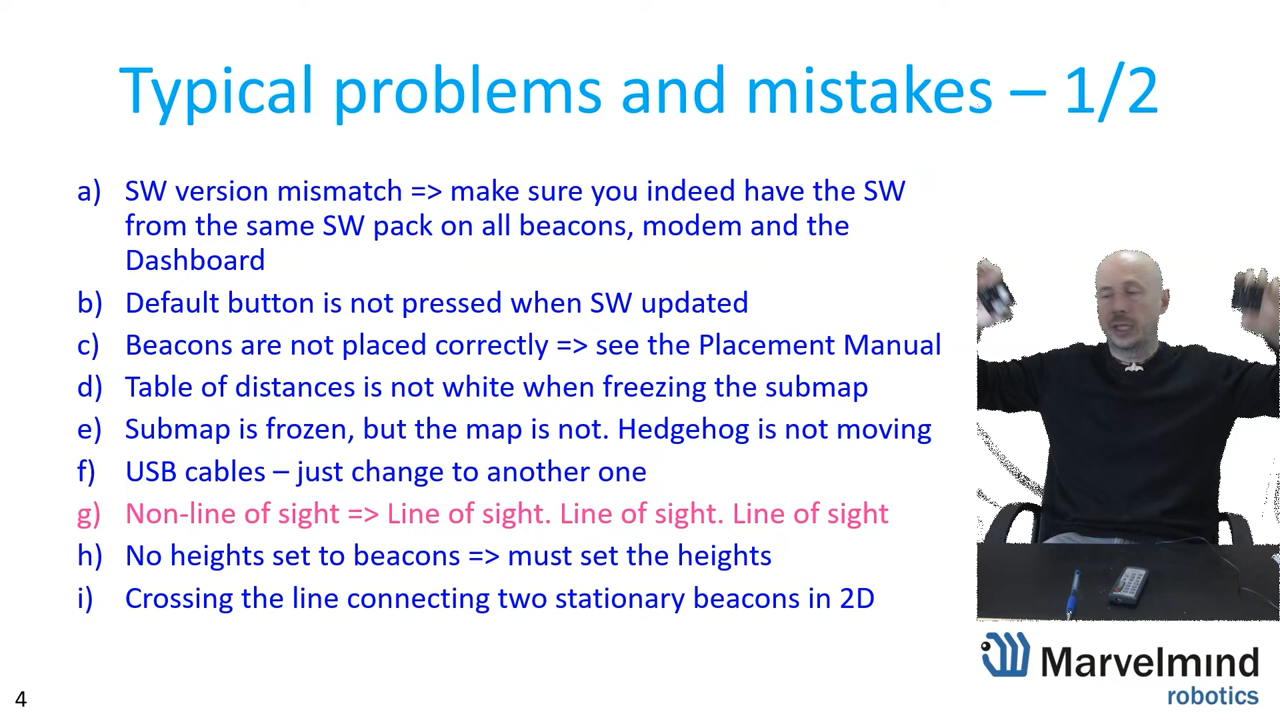 Typical problems and mistakes – 1/2
a) SW version mismatch => make sure you indeed have the SW
from the same SW pack on all beacons, modem and the
Dashboard
b) Default button is not pressed when SW updated
c) Beacons are not placed correctly => see the Placement Manual
d) Table of distances is not white when freezing the submap
e) Submap is frozen, but the map is not. Hedgehog is not moving
f) USB cables – just change to another one
g) Non-line of sight => Line of sight. Line of sight. Line of sight
h) No heights set to beacons => must set the heights
i) Crossing the line connecting two stationary beacons in 2D
Marvelmind
robotics
4